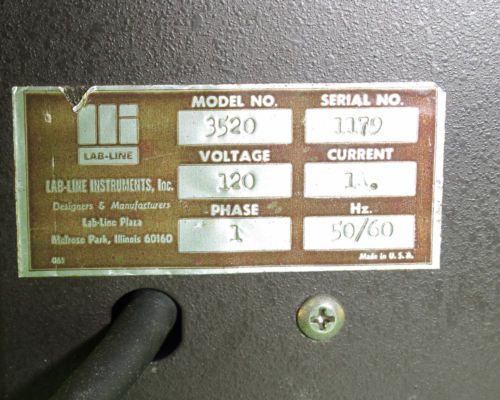 MODEL NO. SERIAL NO.
3520 1179
LAB-LINE
VOLTAGE CURRENT
120 11.
LAB-LINE INSTRUMENTS, Inc.
Designers & Manufacturers
Lab-Line Plaza
Melrose Park, Illinois 60160
PHASE Hz.
1 50/60
Made in U.S.A.